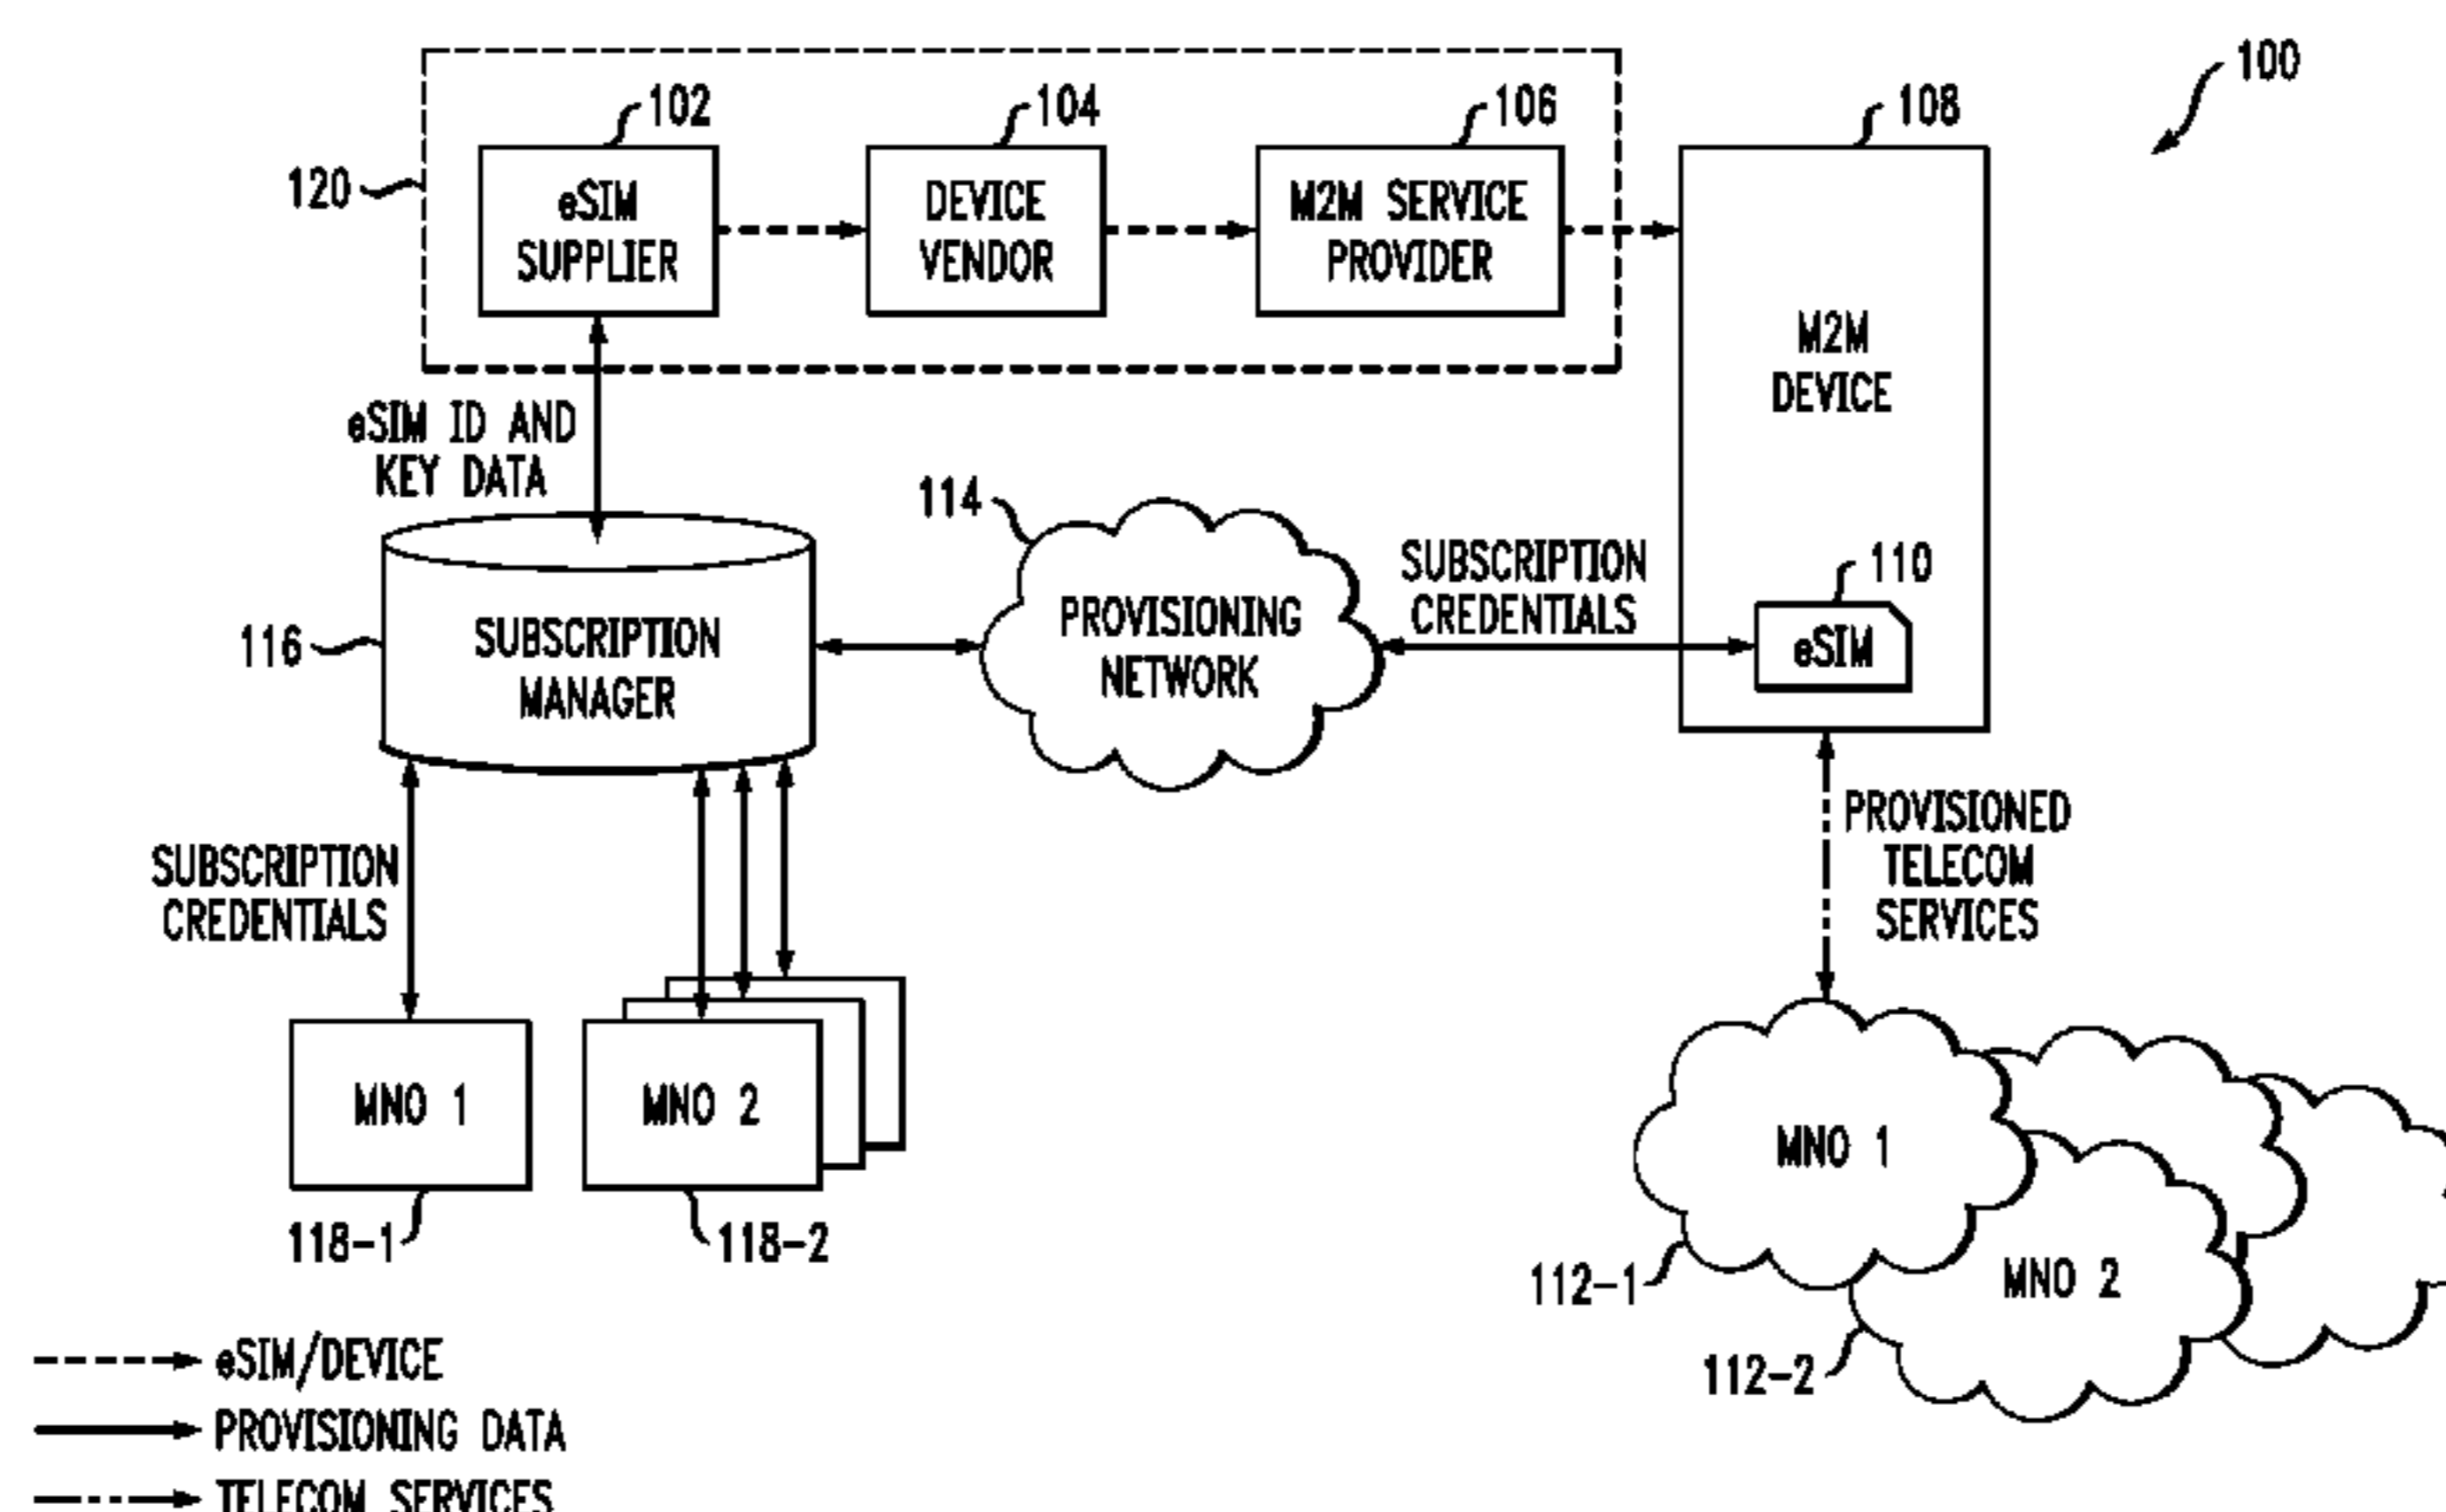 100
102
104
106
108
120
eSIM
SUPPLIER
DEVICE
VENDOR
M2M SERVICE
PROVIDER
M2M
DEVICE
eSIM ID AND
KEY DATA
114
SUBSCRIPTION
CREDENTIALS
110
eSIM
PROVISIONING
NETWORK
116
SUBSCRIPTION
MANAGER
SUBSCRIPTION
CREDENTIALS
PROVISIONED
TELECOM
SERVICES
MNO 1
MNO 2
118-1
118-2
MNO 1
MNO 2
112-1
112-2
eSIM/DEVICE
PROVISIONING DATA
TELECOM SERVICES